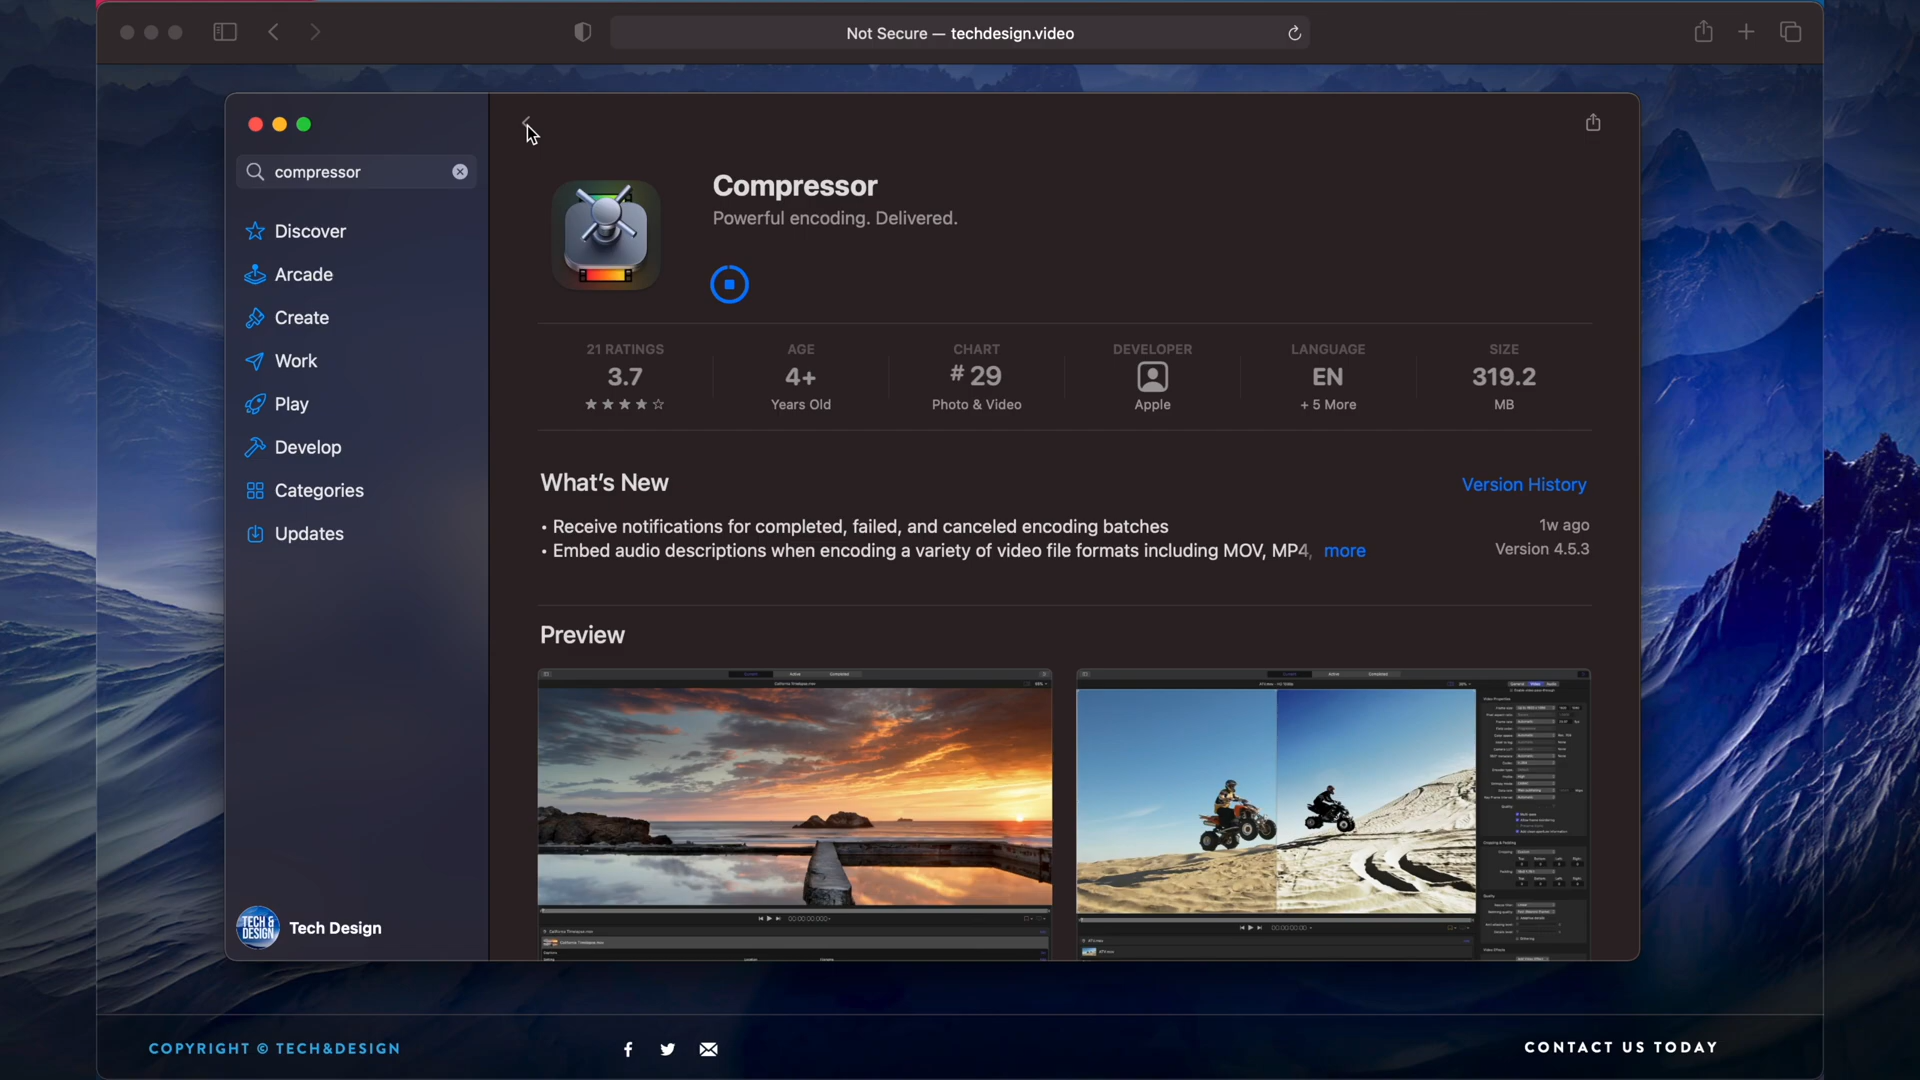 Not Secure — techdesign.video
compressor
Discover
Arcade
Create
Work
Play
Develop
Categories
Updates
TECH &
DESIGN
Tech Design
Compressor
Powerful encoding. Delivered.
21 RATINGS
3.7
AGE
4+
Years Old
CHART
# 29
Photo & Video
DEVELOPER
Apple
LANGUAGE
EN
+ 5 More
SIZE
319.2
MB
What's New
Version History
• Receive notifications for completed, failed, and canceled encoding batches
• Embed audio descriptions when encoding a variety of video file formats including MOV, MP4, more
1w ago
Version 4.5.3
Preview
COPYRIGHT © TECH&DESIGN
CONTACT US TODAY